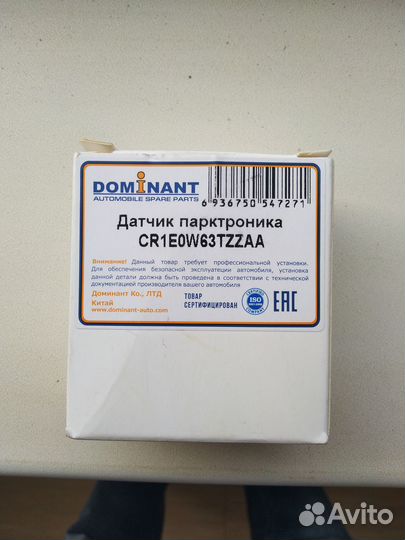 DOMINANT
AUTOMOBILE SPARE PARTS
6 936750 547271
Датчик парктроника
CR1E0W63TZZAA
Внимание! Данный товар требует профессиональной установки.
Для обеспечения безопасной эксплуатации автомобиля, установка
данной детали должна быть проведена в соответствии с технической
документацией производителя вашего автомобиля
Доминант Ко., ЛТД
Китай
www.dominant-auto.com
ТОВАР
СЕРТИФИЦИРОВАН
ISO
EAC
Avito